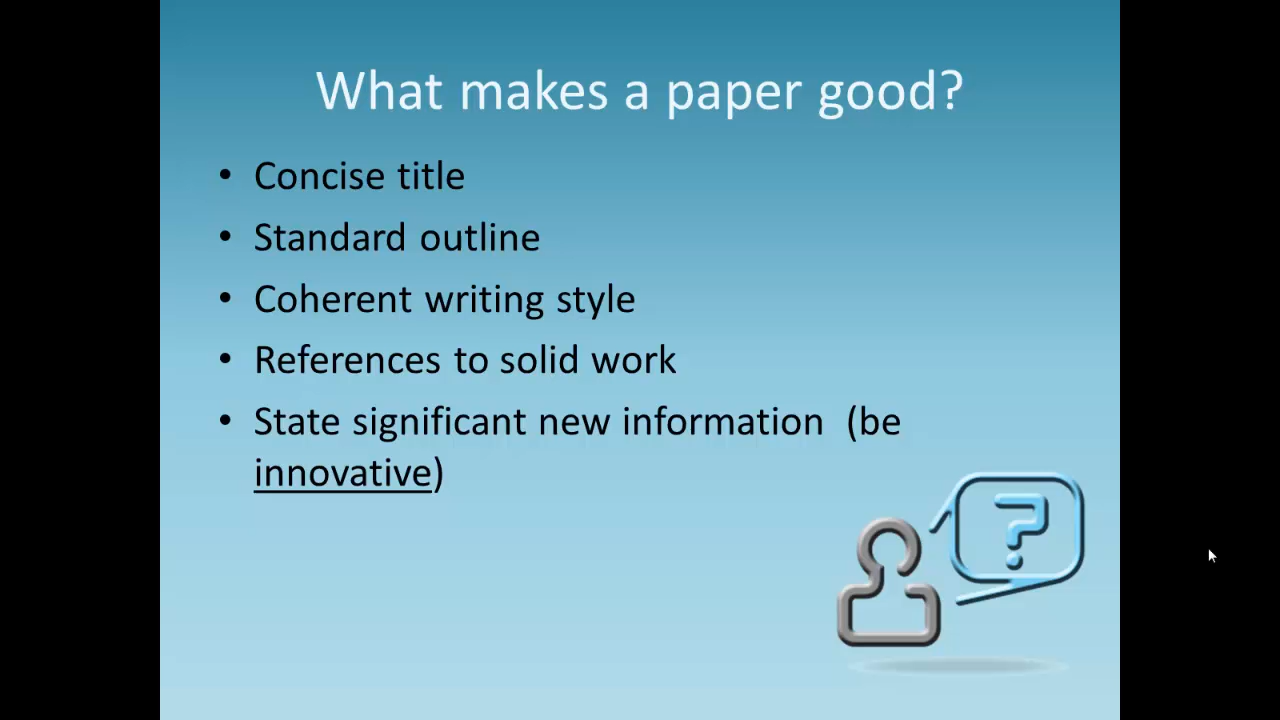 What makes a paper good?
• Concise title
• Standard outline
• Coherent writing style
• References to solid work
• State significant new information  (be
innovative)
?